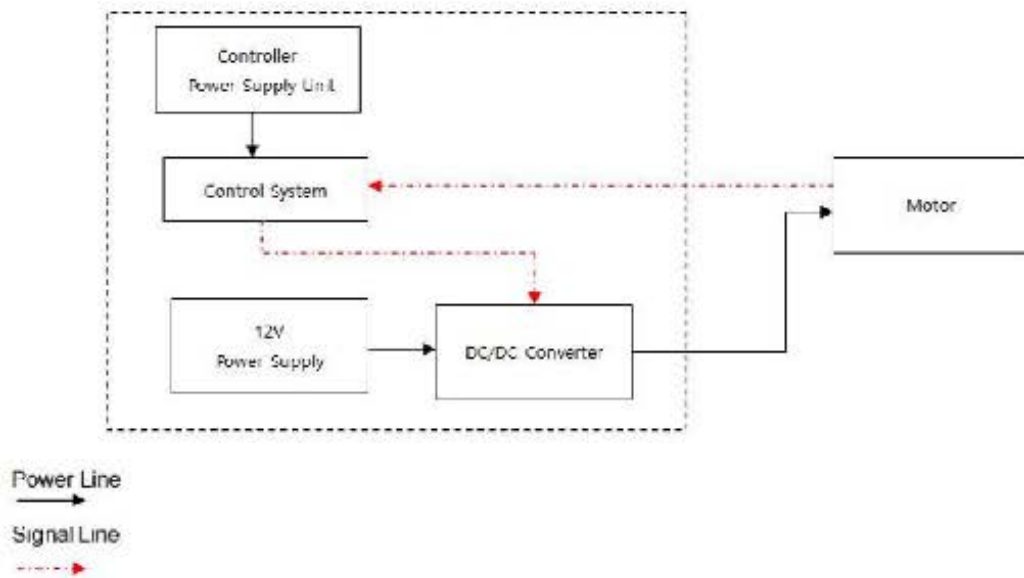 Controller
Power Supply Unit
Control System
Motor
12V
Power Supply
DC/DC Converter
Power Line
Signal Line